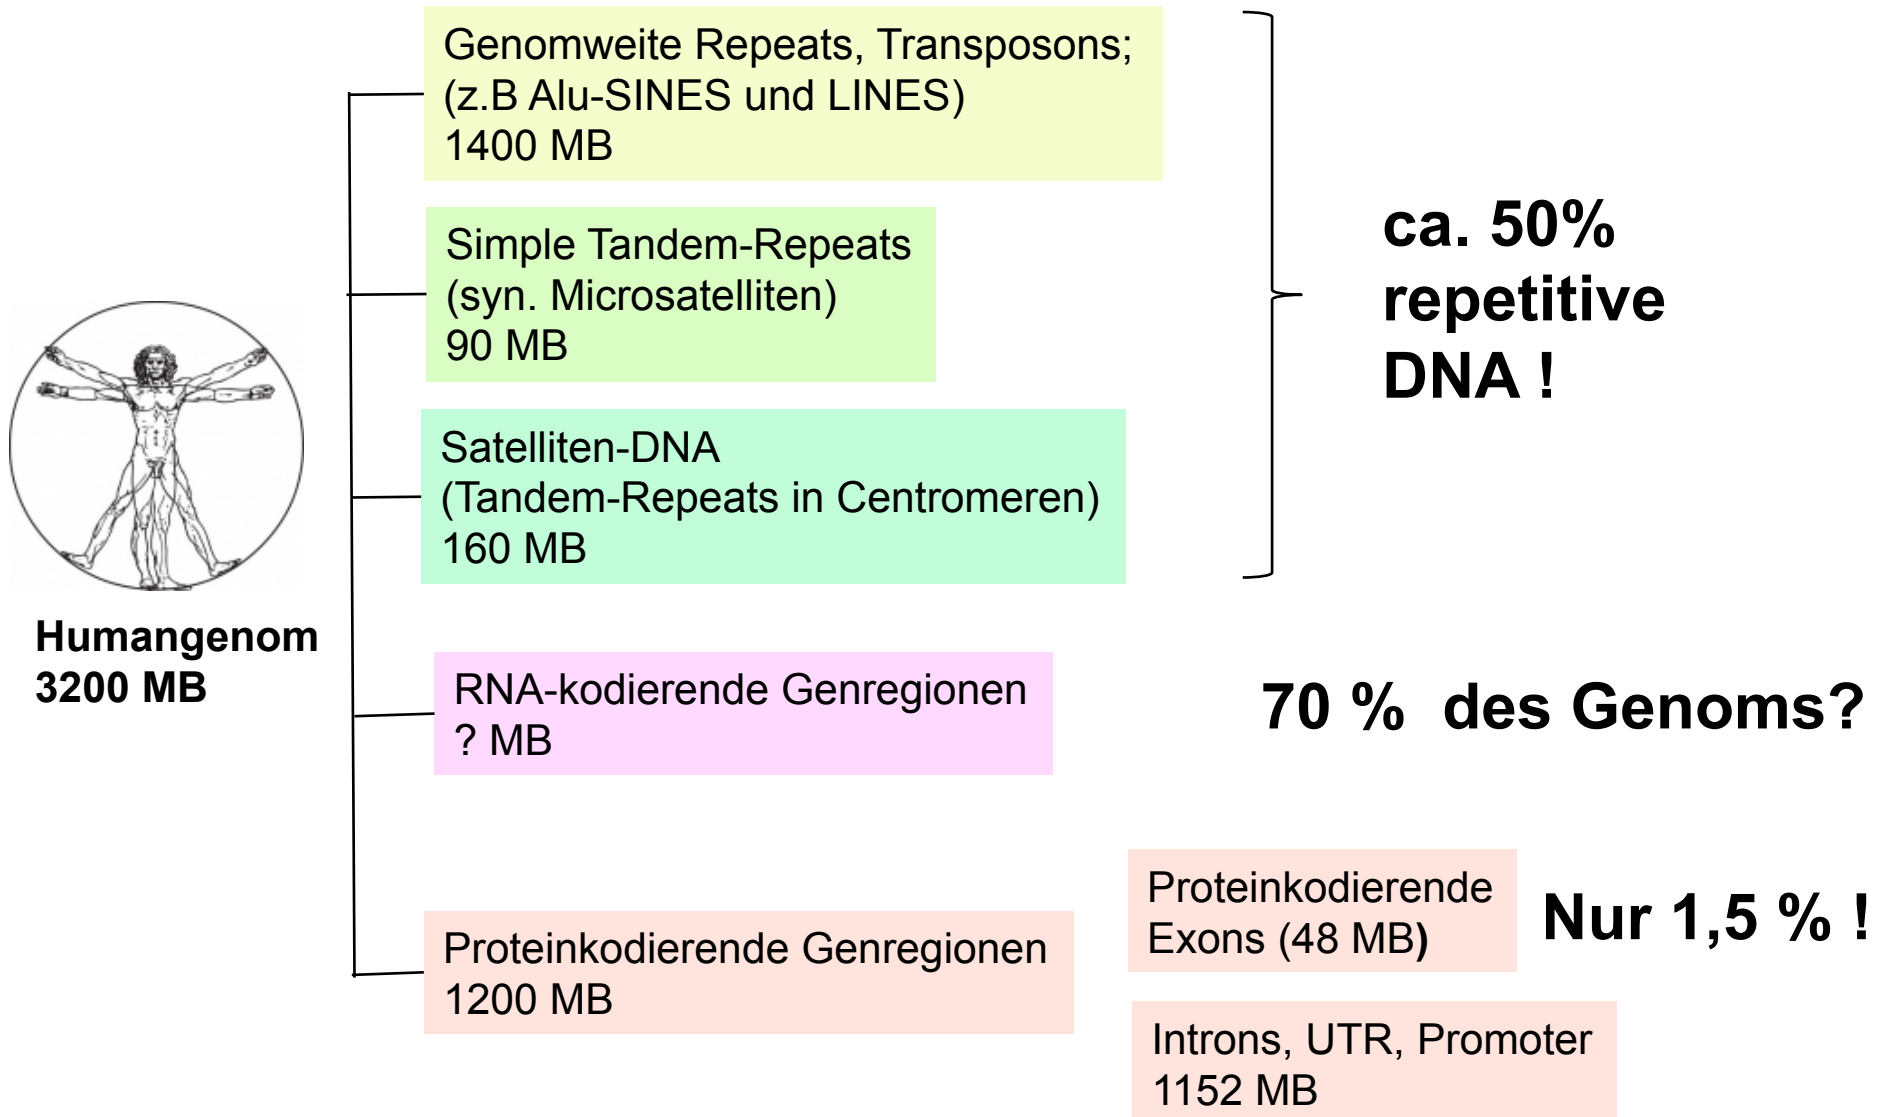 Genomweite Repeats, Transposons;
(z.B Alu-SINES und LINES)
1400 MB
Simple Tandem-Repeats
(syn. Microsatelliten)
90 MB
Satelliten-DNA
(Tandem-Repeats in Centromeren)
160 MB
ca. 50%
repetitive
DNA !
Humangenom
3200 MB
RNA-kodierende Genregionen
? MB
70 % des Genoms?
Proteinkodierende Genregionen
1200 MB
Proteinkodierende
Exons (48 MB)
Nur 1,5 % !
Introns, UTR, Promoter
1152 MB